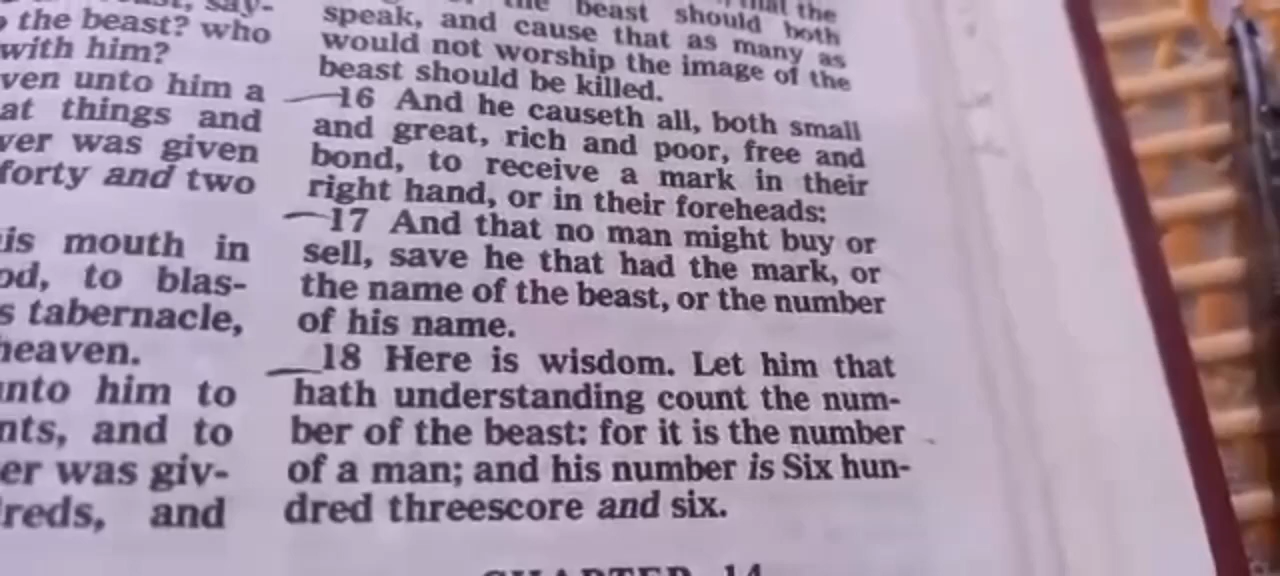 the beast? who
with him?
ven unto him a
at things and
ver was given
forty and two
is mouth in
od, to blas-
s tabernacle,
heaven.
unto him to
nts, and to
er was giv-
reds, and
the beast should both
speak, and cause that as many as
would not worship the image of the
beast should be killed.
16 And he causeth all, both small
and great, rich and poor, free and
bond, to receive a mark in their
right hand, or in their foreheads:
17 And that no man might buy or
sell, save he that had the mark, or
the name of the beast, or the number
of his name.
18 Here is wisdom. Let him that
hath understanding count the num-
ber of the beast: for it is the number
of a man; and his number is Six hun-
dred threescore and six.
CHAPTER 14